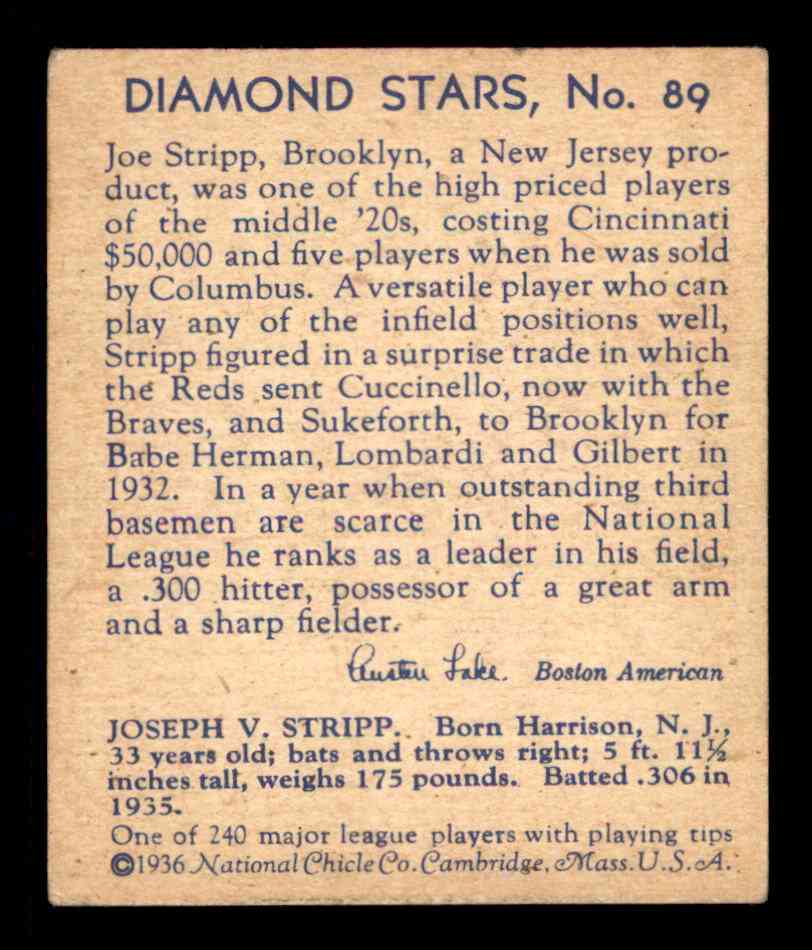 DIAMOND STARS, No. 89
Joe Stripp, Brooklyn, a New Jersey pro-
duct, was one of the high priced players
of the middle '20s, costing Cincinnati
$50,000 and five players when he was sold
by Columbus. A versatile player who can
play any of the infield positions well,
Stripp figured in a surprise trade in which
the Reds sent Cuccinello, now with the
Braves, and Sukeforth, to Brooklyn for
Babe Herman, Lombardi and Gilbert in
1932. In a year when outstanding third
basemen are scarce in the National
League he ranks as a leader in his field,
a .300 hitter, possessor of a great arm
and a sharp fielder.
Austen Lake. Boston American
JOSEPH V. STRIPP. Born Harrison, N. J.,
33 years old; bats and throws right; 5 ft. 11½
inches tall, weighs 175 pounds. Batted .306 in
1935.
One of 240 major league players with playing tips
©1936 National Chicle Co. Cambridge, Mass. U.S.A.